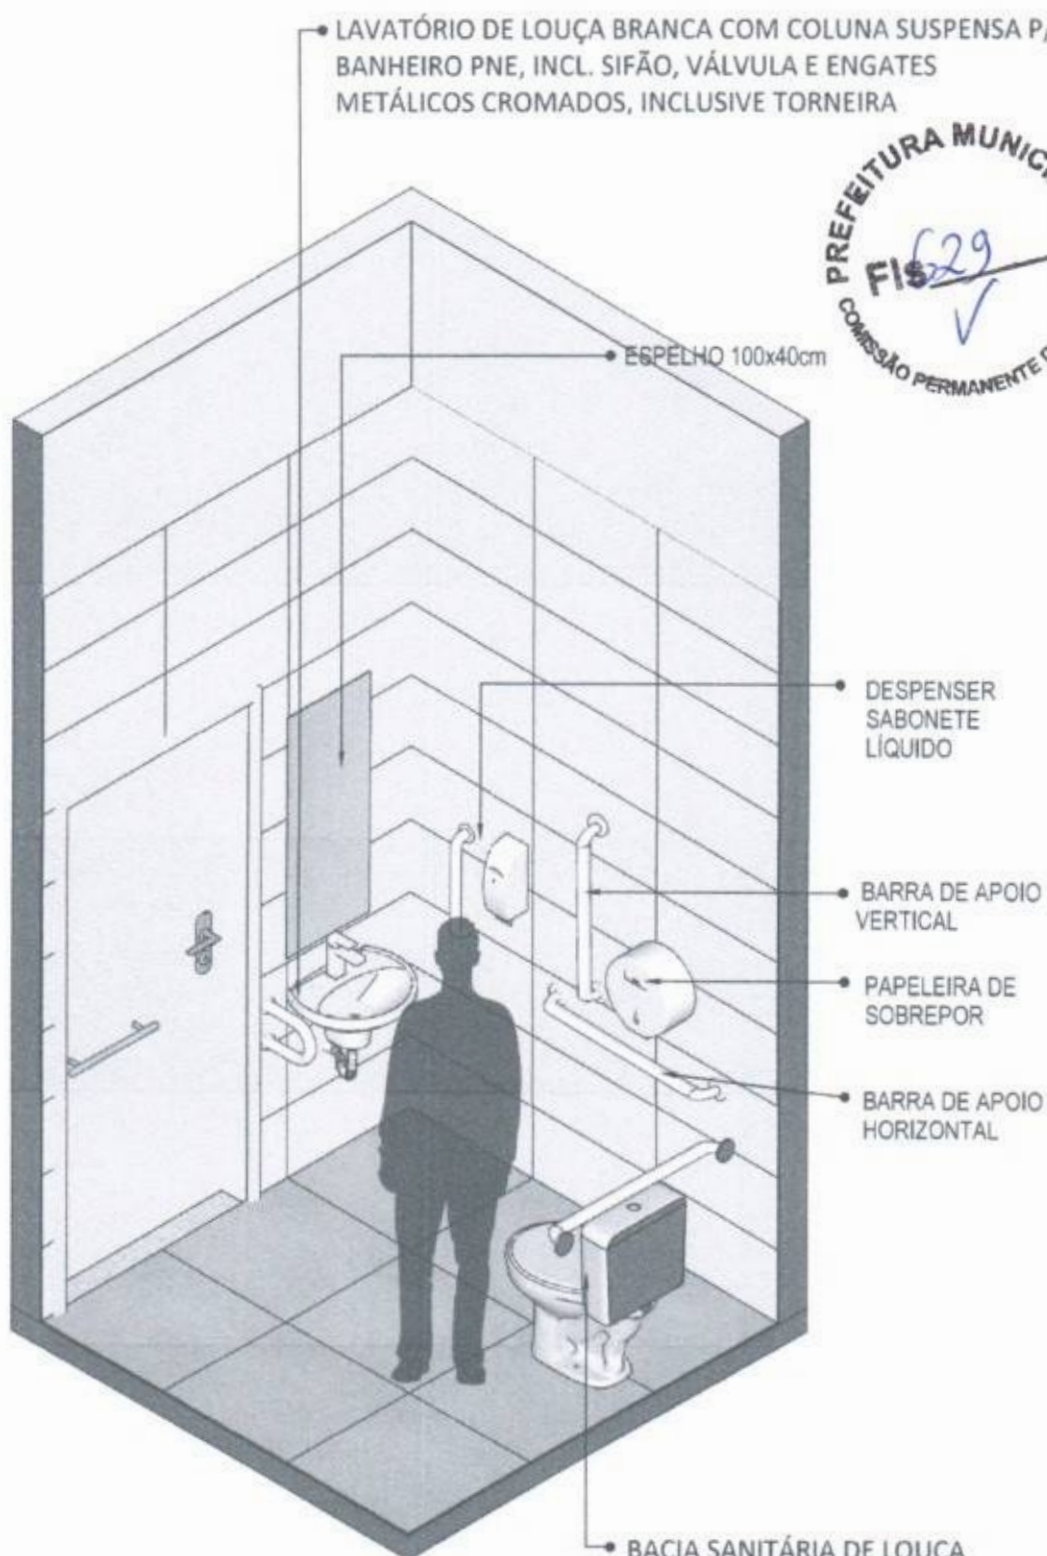 LAVATÓRIO DE LOUÇA BRANCA COM COLUNA SUSPENSA P/
BANHEIRO PNE, INCL. SIFÃO, VÁLVULA E ENGATES
METÁLICOS CROMADOS, INCLUSIVE TORNEIRA
PREFEITURA MUNICI
Fls 629
COMISSÃO PERMANENTE D
ESPELHO 100x40cm
DESPENSER
SABONETE
LÍQUIDO
BARRA DE APOIO
VERTICAL
PAPELEIRA DE
SOBREPOR
BARRA DE APOIO
HORIZONTAL
BACIA SANITÁRIA DE LOUÇA